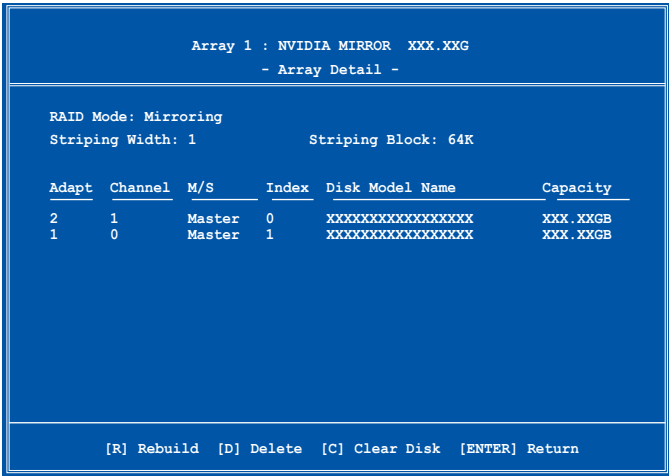 Array 1 : NVIDIA MIRROR XXX.XXG
- Array Detail -
RAID Mode: Mirroring
Striping Width: 1 Striping Block: 64K
Adapt Channel M/S Index Disk Model Name Capacity
2 1 Master 0 XXXXXXXXXXXXXXXXX XXX.XXGB
1 0 Master 1 XXXXXXXXXXXXXXXXX XXX.XXGB
[R] Rebuild [D] Delete [C] Clear Disk [ENTER] Return